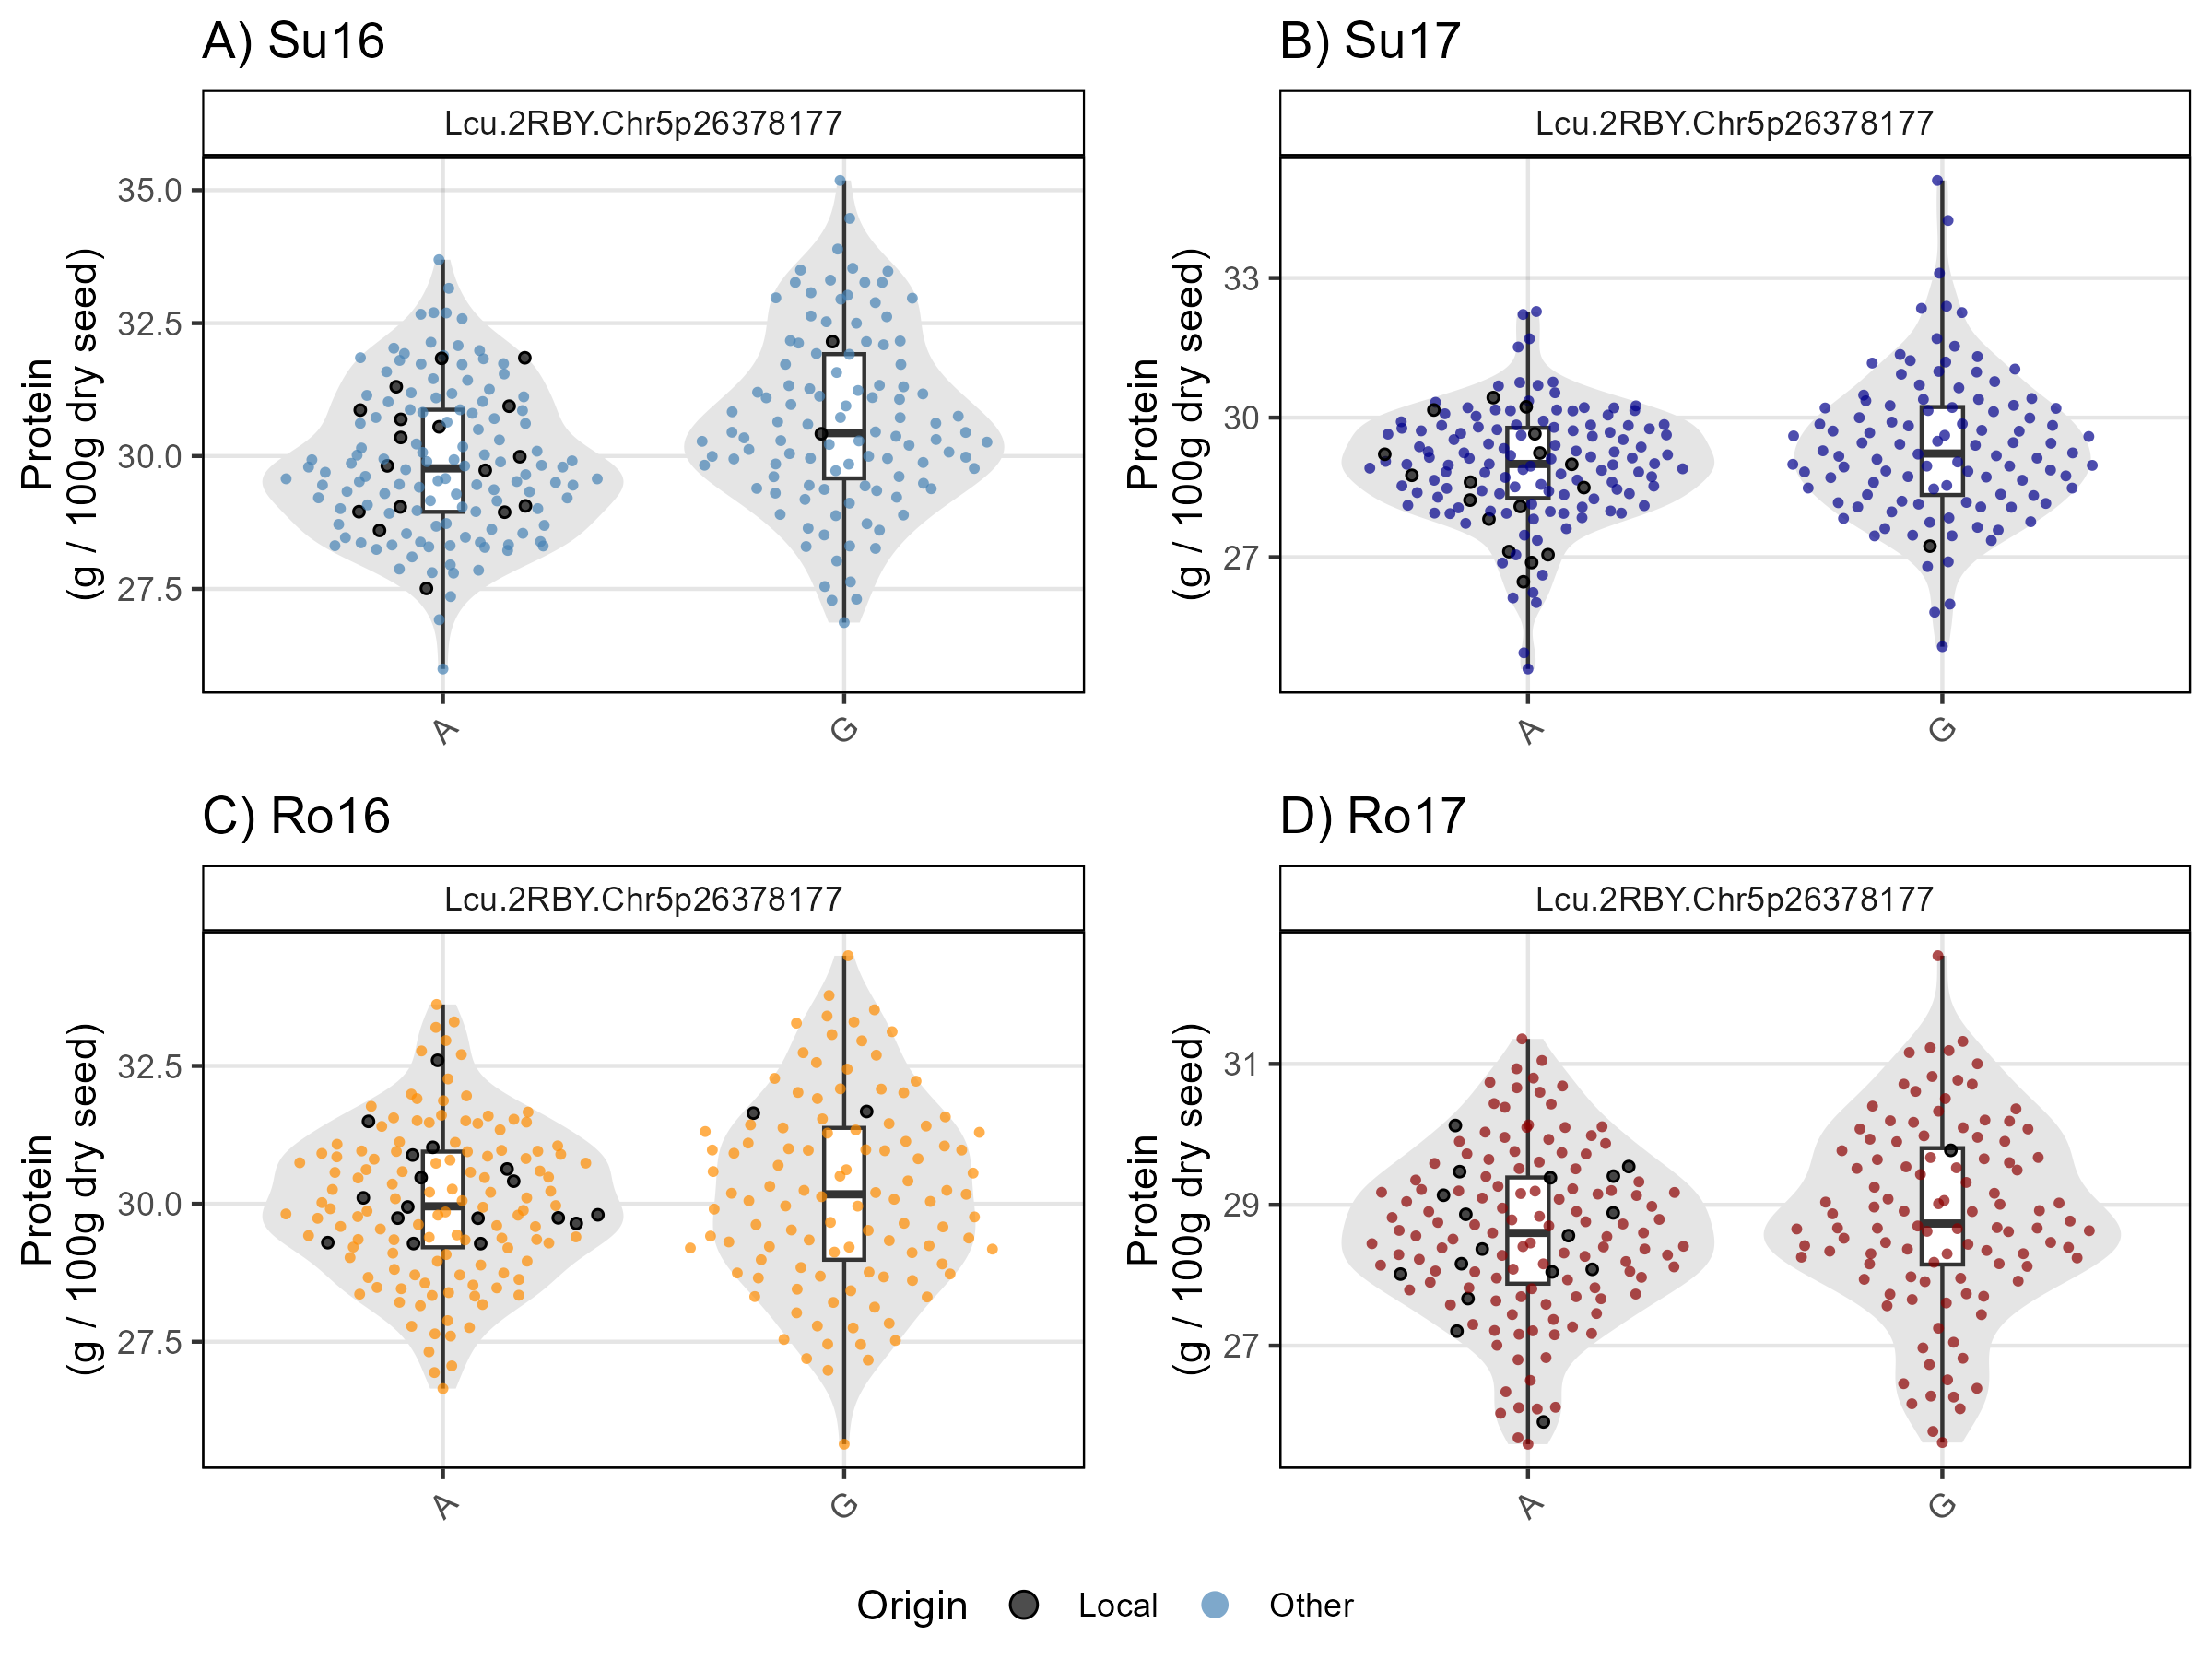 A) Su16
Lcu.2RBY.Chr5p26378177
Protein
(g / 100g dry seed)
35.0
32.5
30.0
27.5
A
G
B) Su17
Lcu.2RBY.Chr5p26378177
Protein
(g / 100g dry seed)
33
30
27
A
G
C) Ro16
Lcu.2RBY.Chr5p26378177
Protein
(g / 100g dry seed)
32.5
30.0
27.5
A
G
D) Ro17
Lcu.2RBY.Chr5p26378177
Protein
(g / 100g dry seed)
31
29
27
A
G
Origin Local Other